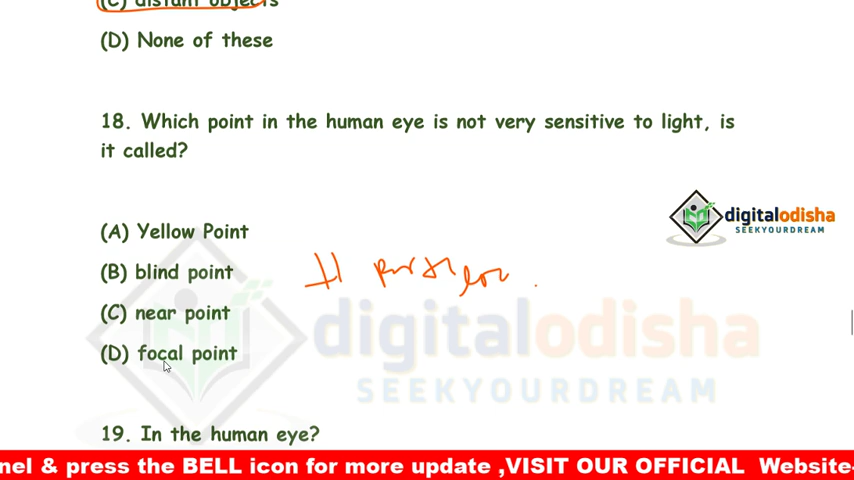 (C) distant objects
(D) None of these
18. Which point in the human eye is not very sensitive to light, is
it called?
(A) Yellow Point
(B) blind point
(C) near point
(D) focal point
digitalodisha
SEEKYOURDREAM
digitalodisha
SEEKYOURDREAM
19. In the human eye?
nel & press the BELL icon for more update ,VISIT OUR OFFICIAL Website-